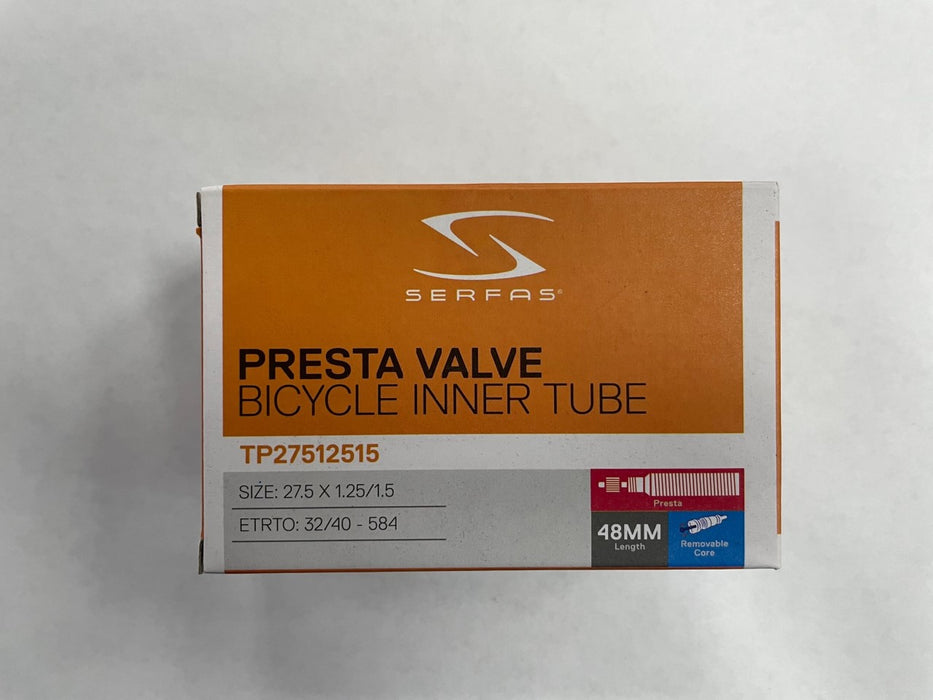 SERFAS®
PRESTA VALVE
BICYCLE INNER TUBE
TP27512515
SIZE: 27.5 X 1.25/1.5
ETRTO: 32/40 - 584
Presta
48MM
Length
Removable
Core